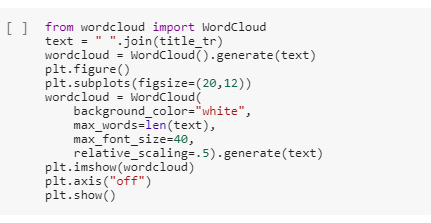 [ ] from wordcloud import WordCloud
text = " ".join(title_tr)
wordcloud = WordCloud().generate(text)
plt.figure()
plt.subplots(figsize=(20,12))
wordcloud = WordCloud(
    background_color="white",
    max_words=len(text),
    max_font_size=40,
    relative_scaling=.5).generate(text)
plt.imshow(wordcloud)
plt.axis("off")
plt.show()